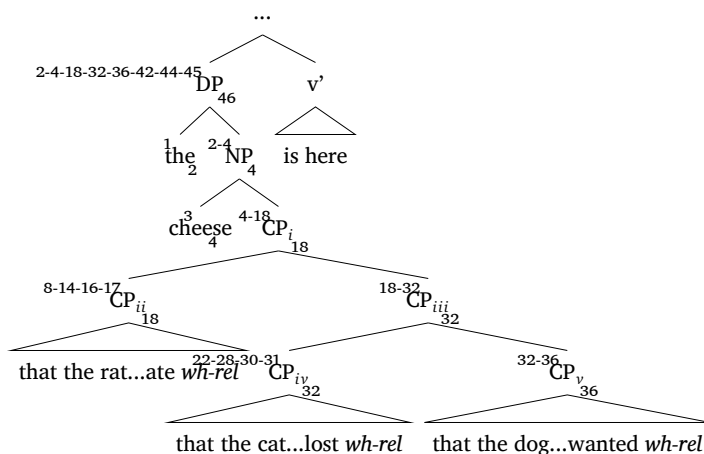 ...
2-4-18-32-36-42-44-45 DP 46 v’
1 the 2 2-4 NP 4 is here
3 cheese 4 4-18 CP i 18
8-14-16-17 CP ii 18 18-32 CP iii 32
that the rat...ate wh-rel 22-28-30-31 CP iv 32 32-36 CP v 36
that the cat...lost wh-rel that the dog...wanted wh-rel